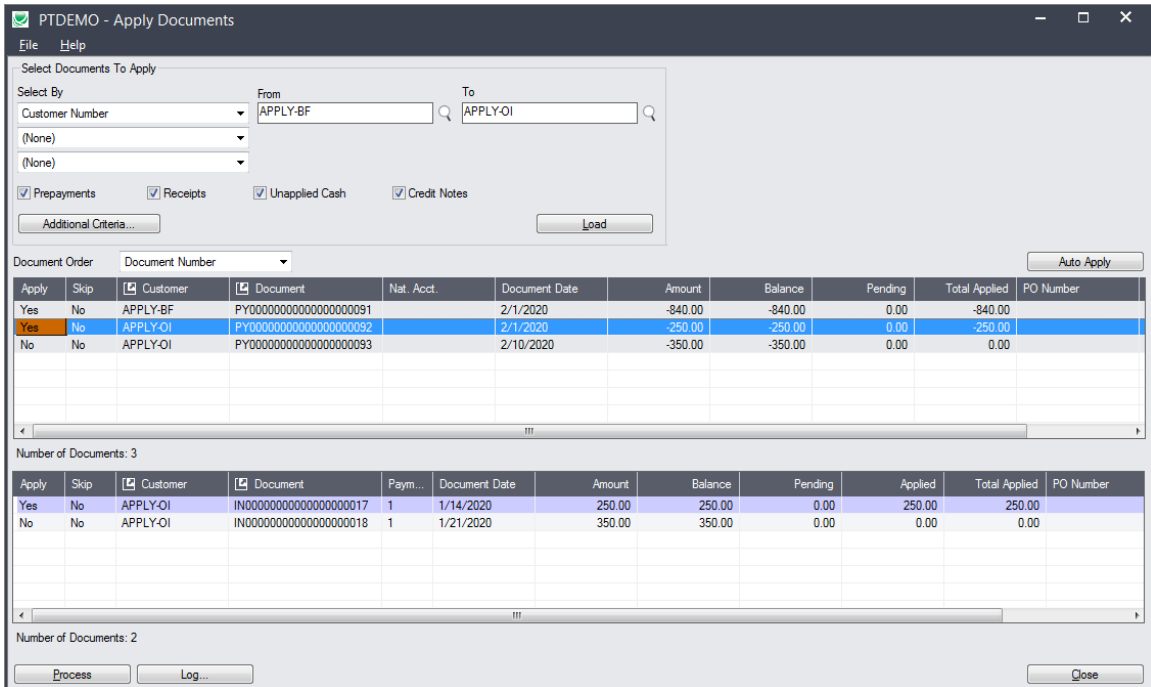 PTDEMO - Apply Documents
File Help
Select Documents To Apply
Select By From To
Customer Number APPLY-BF APPLY-OI
(None)
(None)
Prepayments Receipts Unapplied Cash Credit Notes
Additional Criteria... Load
Document Order Document Number Auto Apply
Apply Skip Customer Document Nat. Acct. Document Date Amount Balance Pending Total Applied PO Number
Yes No APPLY-BF PY00000000000000000091 2/1/2020 -840.00 -840.00 0.00 -840.00
Yes No APPLY-OI PY00000000000000000092 2/1/2020 -250.00 -250.00 0.00 -250.00
No No APPLY-OI PY00000000000000000093 2/10/2020 -350.00 -350.00 0.00 0.00
Number of Documents: 3
Apply Skip Customer Document Paym... Document Date Amount Balance Pending Applied Total Applied PO Number
Yes No APPLY-OI IN00000000000000000017 1 1/14/2020 250.00 250.00 0.00 250.00 250.00
No No APPLY-OI IN00000000000000000018 1 1/21/2020 350.00 350.00 0.00 0.00 0.00
Number of Documents: 2
Process Log... Close